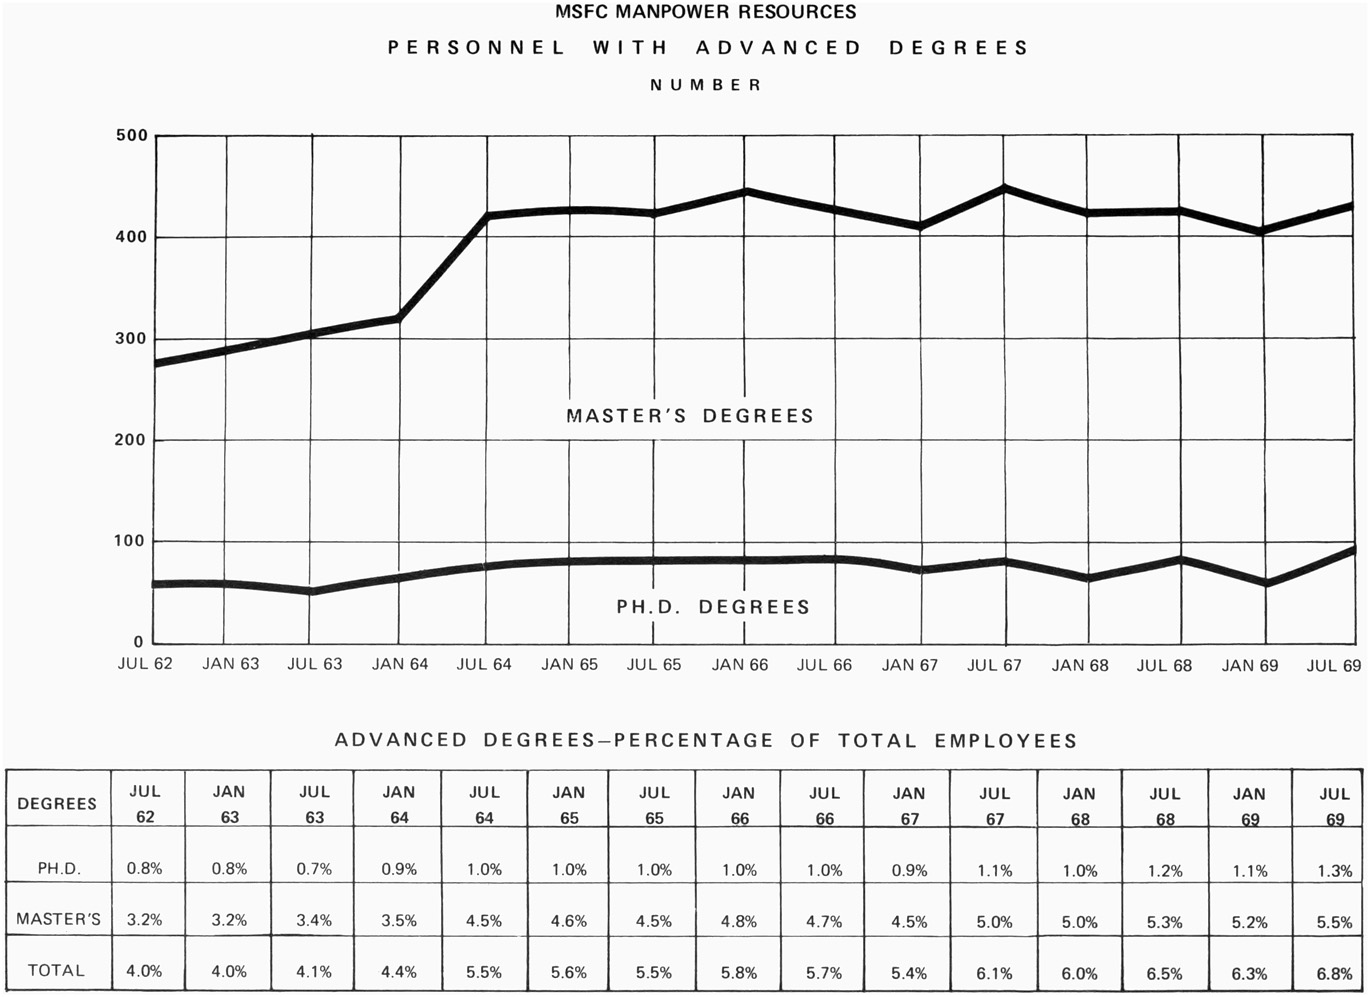 MSFC MANPOWER RESOURCES
PERSONNEL WITH ADVANCED DEGREES
NUMBER
500
400
300
MASTER'S DEGREES
200
100
PH.D. DEGREES
0
JUL 62 JAN 63 JUL 63 JAN 64 JUL 64 JAN 65 JUL 65 JAN 66 JUL 66 JAN 67 JUL 67 JAN 68 JUL 68 JAN 69 JUL 69
ADVANCED DEGREES–PERCENTAGE OF TOTAL EMPLOYEES
DEGREES JUL 62 JAN 63 JUL 63 JAN 64 JUL 64 JAN 65 JUL 65 JAN 66 JUL 66 JAN 67 JUL 67 JAN 68 JUL 68 JAN 69 JUL 69
PH.D. 0.8% 0.8% 0.7% 0.9% 1.0% 1.0% 1.0% 1.0% 1.0% 0.9% 1.1% 1.0% 1.2% 1.1% 1.3%
MASTER'S 3.2% 3.2% 3.4% 3.5% 4.5% 4.6% 4.5% 4.8% 4.7% 4.5% 5.0% 5.0% 5.3% 5.2% 5.5%
TOTAL 4.0% 4.0% 4.1% 4.4% 5.5% 5.6% 5.5% 5.8% 5.7% 5.4% 6.1% 6.0% 6.5% 6.3% 6.8%